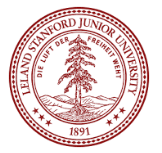 LELAND STANFORD JUNIOR UNIVERSITY
DIE LUFT DER FREIHEIT WEHT
1891